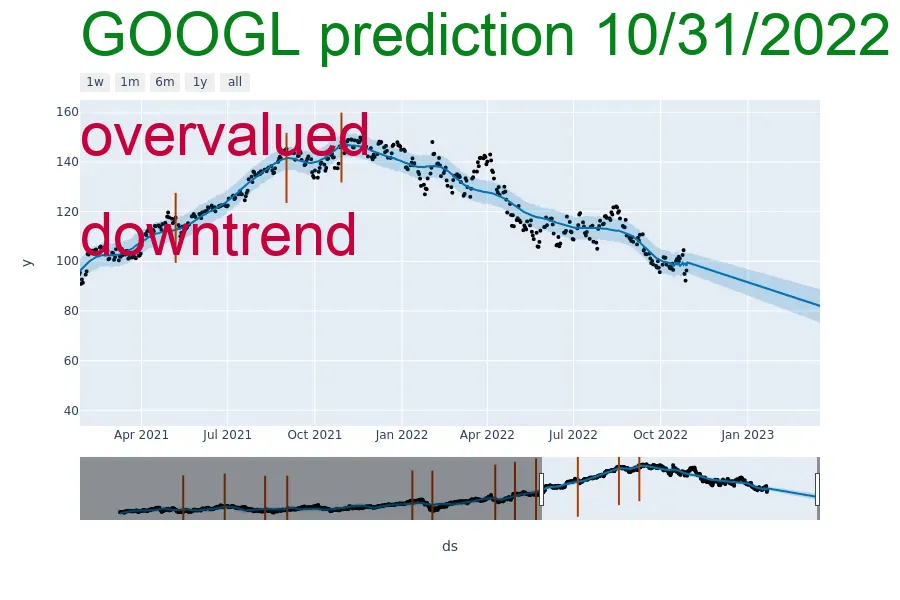 GOOGL prediction 10/31/2022
1w 1m 6m 1y all
160
overvalued
140
120
downtrend
100
y
80
60
40
Apr 2021 Jul 2021 Oct 2021 Jan 2022 Apr 2022 Jul 2022 Oct 2022 Jan 2023
ds